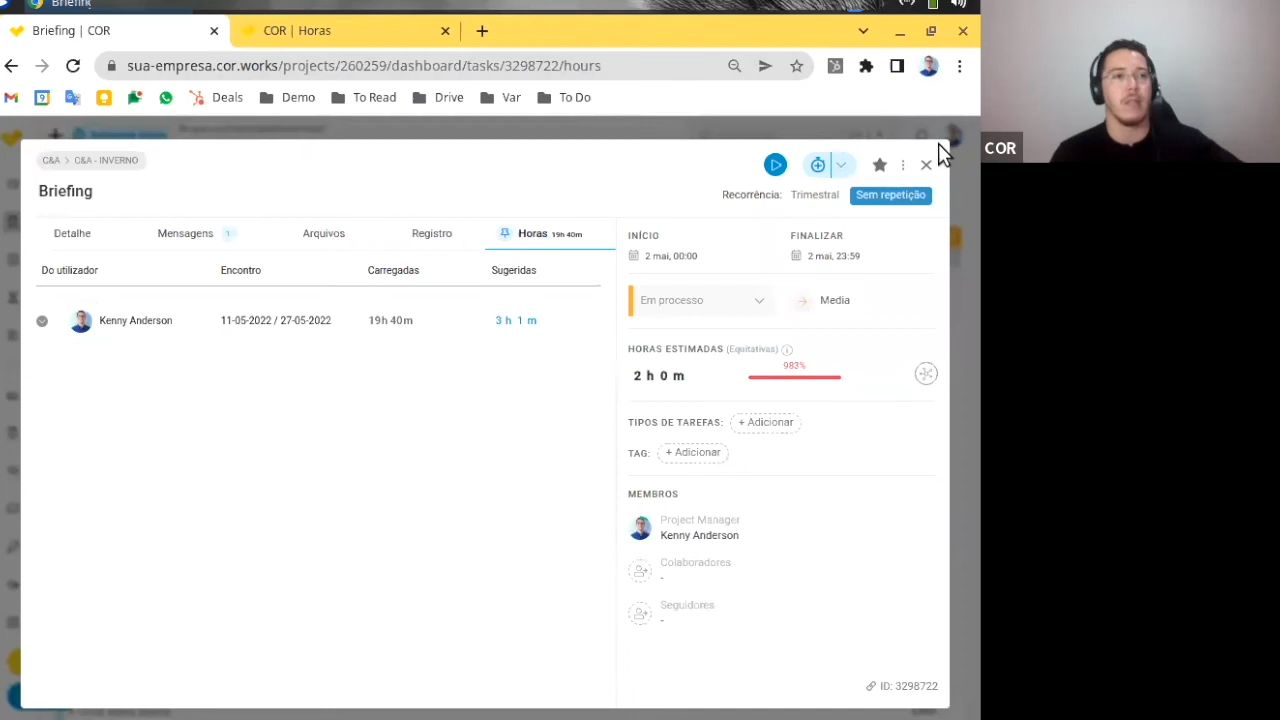 Briefing
Briefing | COR
COR | Horas
sua-empresa.cor.works/projects/260259/dashboard/tasks/3298722/hours
Deals
Demo
To Read
Drive
Var
To Do
COR
C&A > C&A - INVERNO
Briefing
Recorrência: Trimestral Sem repetição
Detalhe Mensagens 1 Arquivos Registro Horas 19h 40m
Do utilizador Encontro Carregadas Sugeridas
Kenny Anderson 11-05-2022 / 27-05-2022 19h 40m 3 h 1 m
INÍCIO FINALIZAR
2 mai, 00:00 2 mai, 23:59
Em processo Media
HORAS ESTIMADAS (Equitativas)
983%
2 h 0 m
TIPOS DE TAREFAS: + Adicionar
TAG: + Adicionar
MEMBROS
Project Manager
Kenny Anderson
Colaboradores
-
Seguidores
-
ID: 3298722